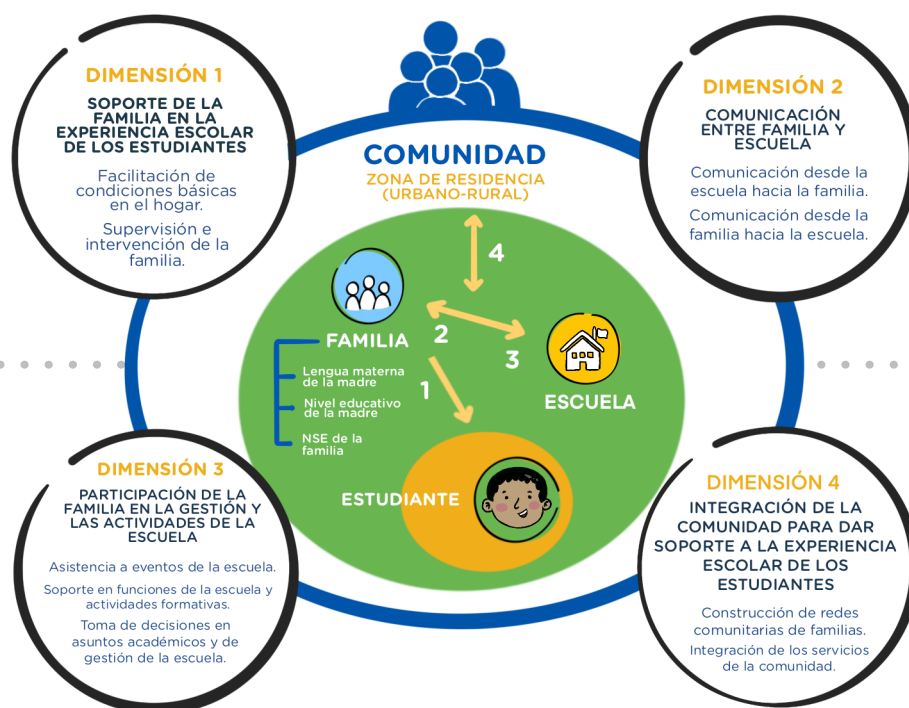 DIMENSIÓN 1
SOPORTE DE LA
FAMILIA EN LA
EXPERIENCIA ESCOLAR
DE LOS ESTUDIANTES
Facilitación de
condiciones básicas
en el hogar.
Supervisión e
intervención de la
familia.
COMUNIDAD
ZONA DE RESIDENCIA
(URBANO-RURAL)
DIMENSIÓN 2
COMUNICACIÓN
ENTRE FAMILIA Y
ESCUELA
Comunicación desde la
escuela hacia la familia.
Comunicación desde la
familia hacia la escuela.
4
FAMILIA
2
3
Lengua materna
de la madre
1
Nivel educativo
de la madre
NSE de la
familia
ESCUELA
ESTUDIANTE
DIMENSIÓN 3
PARTICIPACIÓN DE LA
FAMILIA EN LA GESTIÓN Y
LAS ACTIVIDADES DE LA
ESCUELA
Asistencia a eventos de la escuela.
Soporte en funciones de la escuela y
actividades formativas.
Toma de decisiones en
asuntos académicos y de
gestión de la escuela.
DIMENSIÓN 4
INTEGRACIÓN DE LA
COMUNIDAD PARA DAR
SOPORTE A LA EXPERIENCIA
ESCOLAR DE LOS
ESTUDIANTES
Construcción de redes
comunitarias de familias.
Integración de los servicios
de la comunidad.